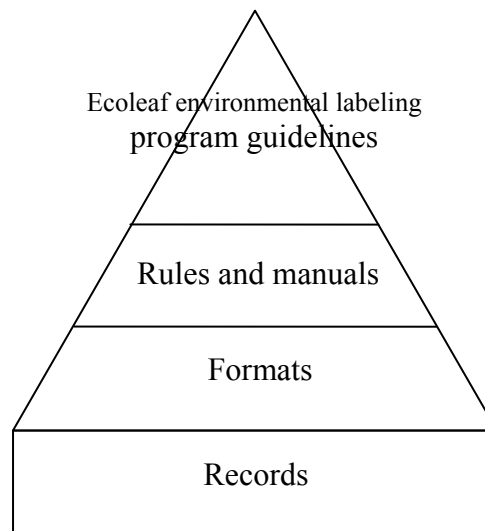 Ecoleaf environmental labeling
program guidelines
Rules and manuals
Formats
Records